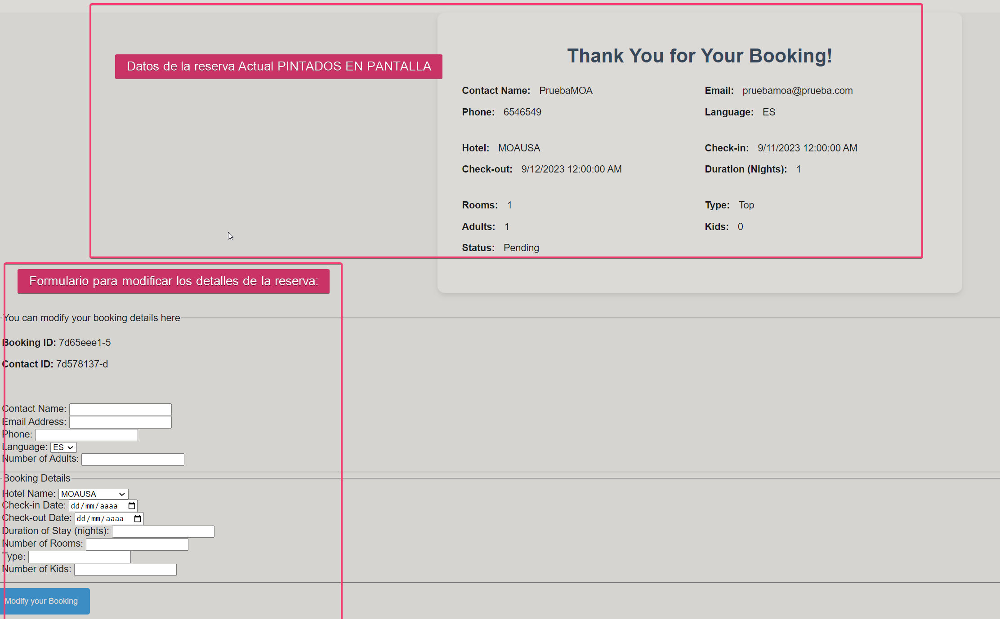 Thank You for Your Booking!
Datos de la reserva Actual PINTADOS EN PANTALLA
Contact Name: PruebaMOA
Email: pruebamoa@prueba.com
Phone: 6546549
Language: ES
Hotel: MOAUSA
Check-in: 9/11/2023 12:00:00 AM
Check-out: 9/12/2023 12:00:00 AM
Duration (Nights): 1
Rooms: 1
Type: Top
Adults: 1
Kids: 0
Status: Pending
Formulario para modificar los detalles de la reserva:
You can modify your booking details here
Booking ID: 7d65eee1-5
Contact ID: 7d578137-d
Contact Name:
Email Address:
Phone:
Language: ES
Number of Adults:
Booking Details
Hotel Name: MOAUSA
Check-in Date: dd/mm/aaaa
Check-out Date: dd/mm/aaaa
Duration of Stay (nights):
Number of Rooms:
Type:
Number of Kids:
Modify your Booking